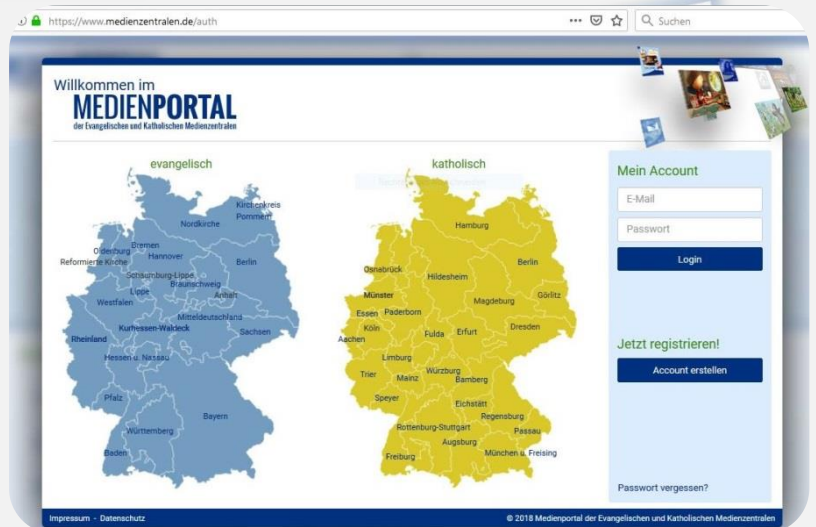 https://www.medienzentralen.de/auth
Suchen
Willkommen im
MEDIENPORTAL
der Evangelischen und Katholischen Medienzentralen
evangelisch
Kirchenkreis
Pommern
Nordkirche
Bremen
Oldenburg
Hannover
Reformierte Kirche
Berlin
Schaumburg-Lippe
Braunschweig
Lippe
Anhalt
Westfalen
Mitteldeutschland
Kurhessen-Waldeck
Sachsen
Rheinland
Hessen u. Nassau
Pfalz
Bayern
Württemberg
Baden
katholisch
Hamburg
Osnabrück
Berlin
Hildesheim
Münster
Magdeburg
Görlitz
Essen
Paderborn
Köln
Dresden
Aachen
Fulda
Erfurt
Limburg
Trier
Mainz
Würzburg
Bamberg
Speyer
Eichstätt
Regensburg
Rottenburg-Stuttgart
Passau
Augsburg
Freiburg
München u. Freising
Mein Account
E-Mail
Passwort
Login
Jetzt registrieren!
Account erstellen
Passwort vergessen?
Impressum - Datenschutz
© 2018 Medienportal der Evangelischen und Katholischen Medienzentralen